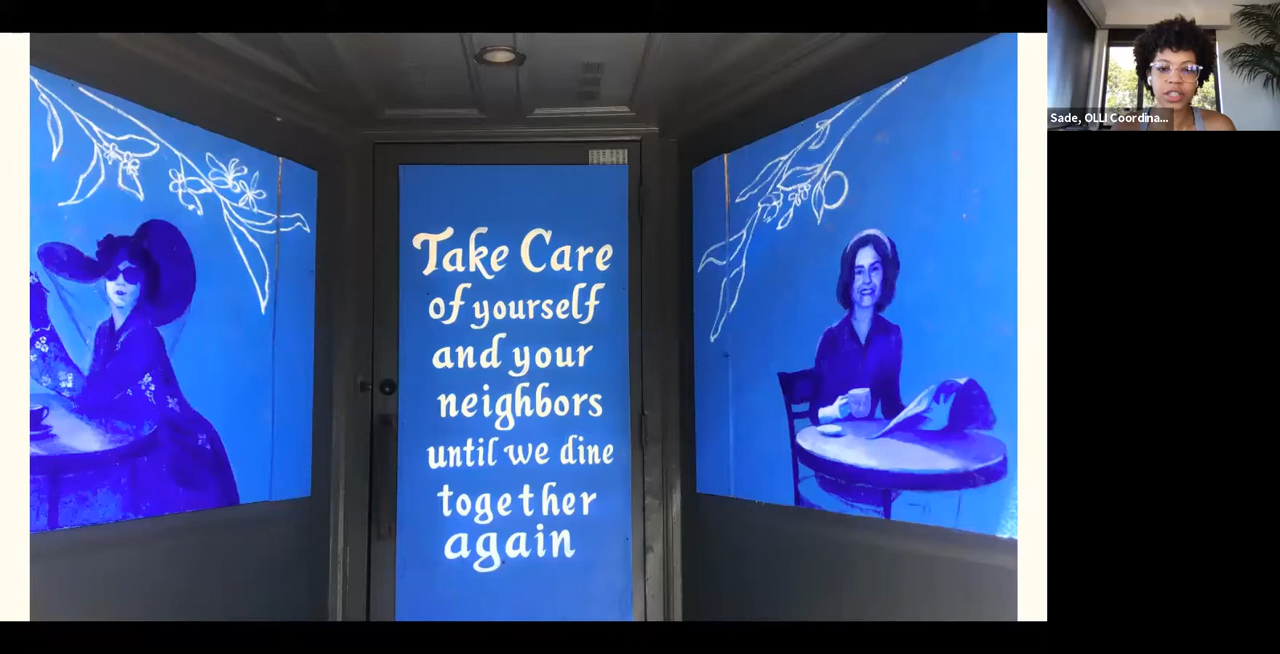 Take Care
of yourself
and your
neighbors
until we dine
together
again
Sade, OLLI Coordina...